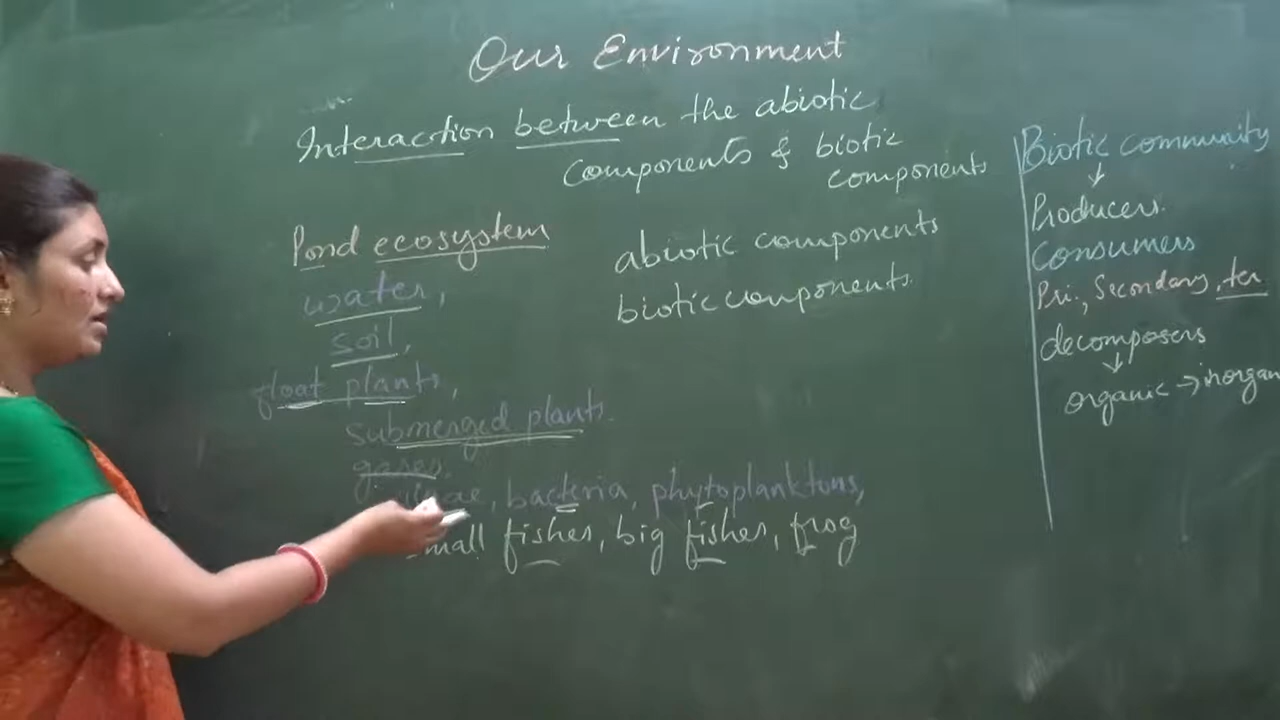 Our Environment
Interaction between the abiotic
components & biotic
components
Pond ecosystem
water,
soil,
float plants,
submerged plants.
gases.
bacteria, phytoplanktons,
small fishes, big fishes, frog
abiotic components
biotic components.
Biotic community
↓
Producers.
Consumers
Pri., Secondary, ter
decomposers
↓
organic → inorgan